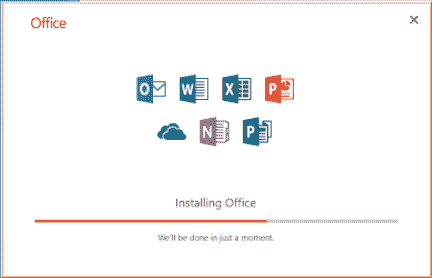 Office
O W X P
N P
Installing Office
We'll be done in just a moment.